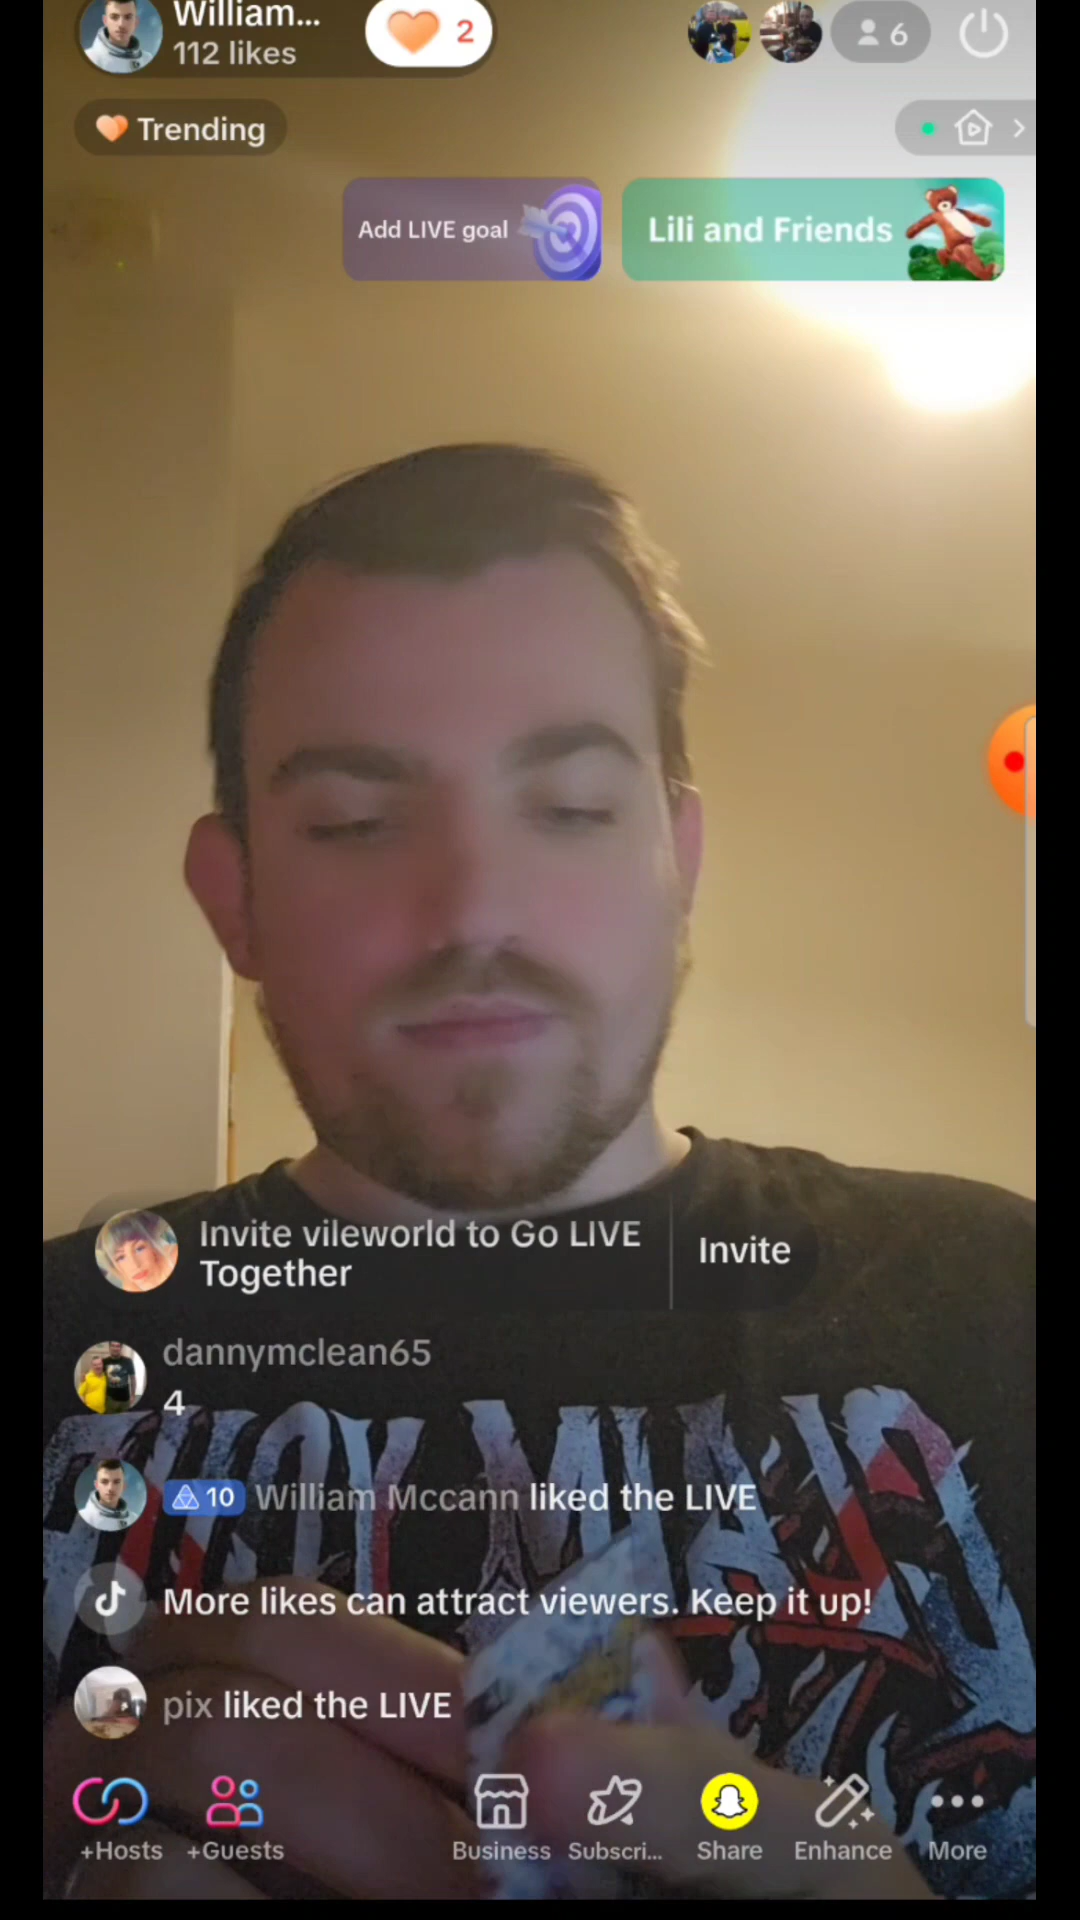 William...
112 likes
2
6
Trending
Add LIVE goal
Lili and Friends
Invite vileworld to Go LIVE
Together
Invite
dannymclean65
4
10 William Mccann liked the LIVE
More likes can attract viewers. Keep it up!
pix liked the LIVE
+Hosts
+Guests
Business
Subscri...
Share
Enhance
More